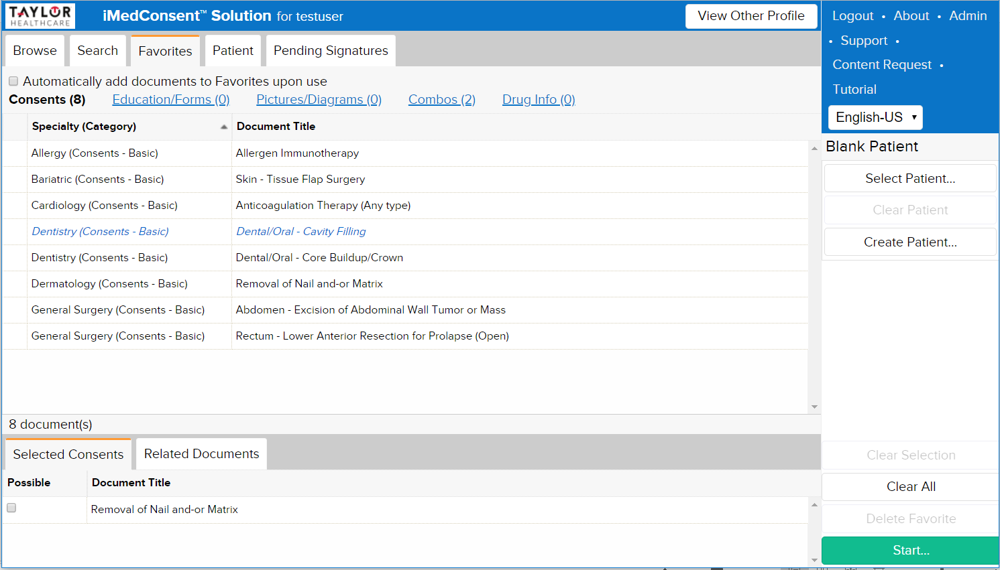 TAYLOR
HEALTHCARE
iMedConsent™ Solution for testuser
View Other Profile
Logout • About • Admin
• Support •
Content Request •
Tutorial
English-US
Browse
Search
Favorites
Patient
Pending Signatures
Automatically add documents to Favorites upon use
Consents (8) Education/Forms (0) Pictures/Diagrams (0) Combos (2) Drug Info (0)
Specialty (Category) Document Title
Allergy (Consents - Basic) Allergen Immunotherapy
Bariatric (Consents - Basic) Skin - Tissue Flap Surgery
Cardiology (Consents - Basic) Anticoagulation Therapy (Any type)
Dentistry (Consents - Basic) Dental/Oral - Cavity Filling
Dentistry (Consents - Basic) Dental/Oral - Core Buildup/Crown
Dermatology (Consents - Basic) Removal of Nail and-or Matrix
General Surgery (Consents - Basic) Abdomen - Excision of Abdominal Wall Tumor or Mass
General Surgery (Consents - Basic) Rectum - Lower Anterior Resection for Prolapse (Open)
8 document(s)
Selected Consents
Related Documents
Possible Document Title
Removal of Nail and-or Matrix
Blank Patient
Select Patient...
Clear Patient
Create Patient...
Clear Selection
Clear All
Delete Favorite
Start...